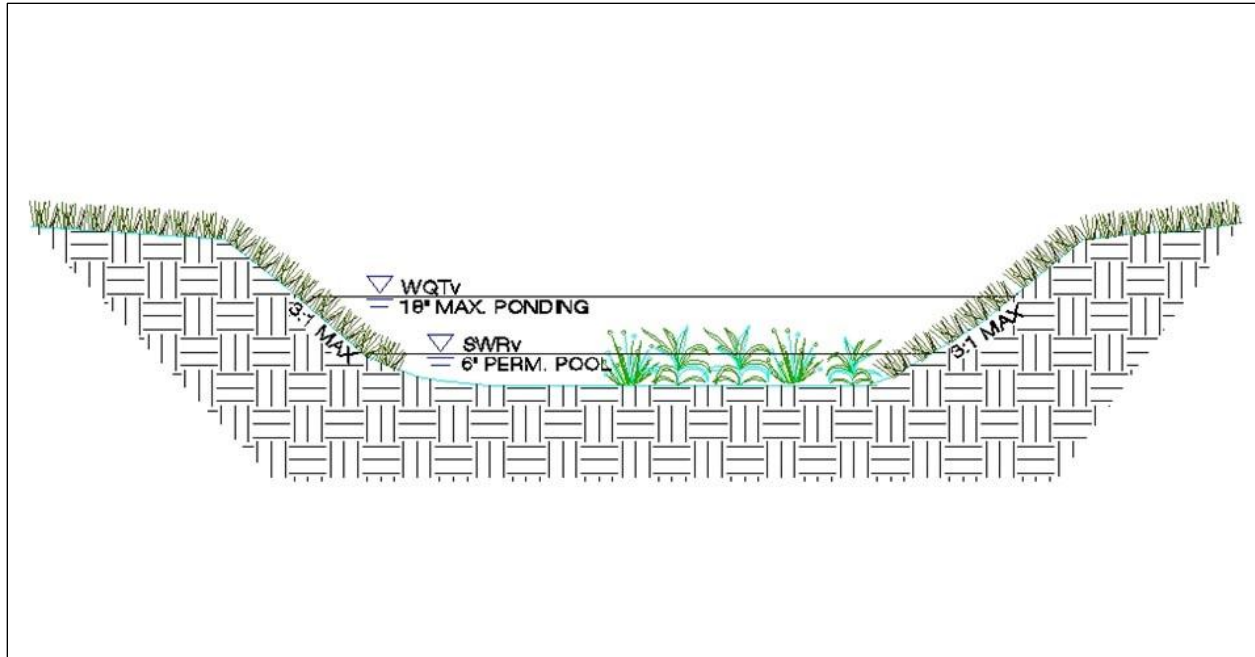 WQTv
18" MAX. PONDING
3:1 MAX
3:1 MAX
SWRv
6" PERM. POOL